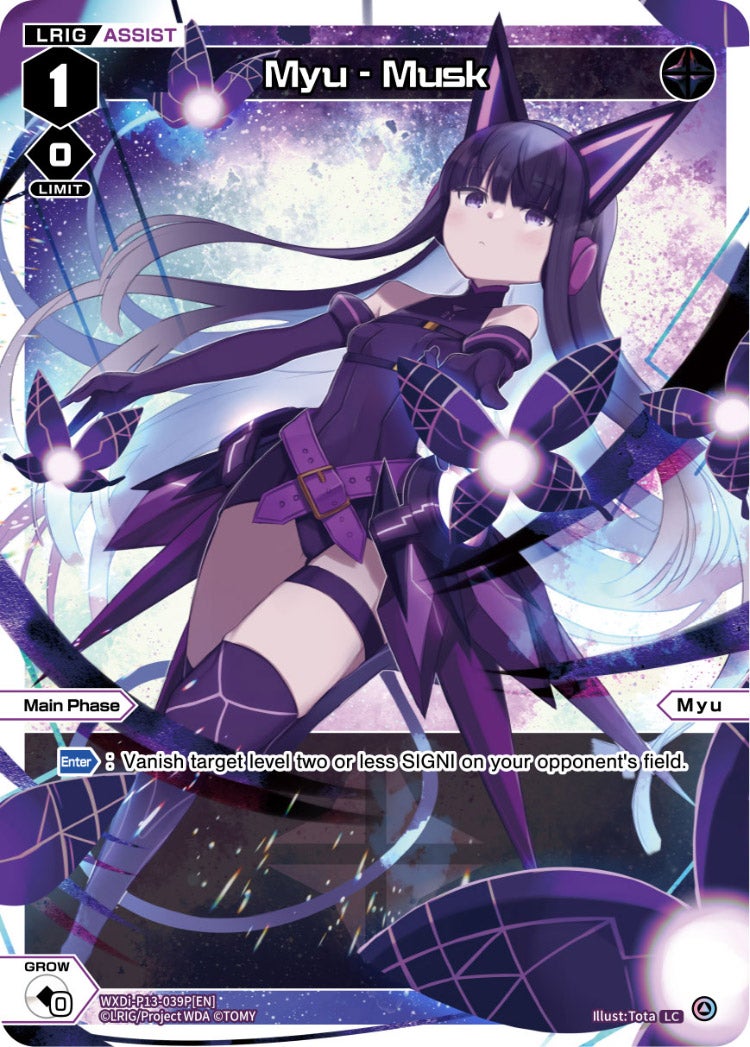 LRIG ASSIST
1
Myu - Musk
0
LIMIT
Main Phase
Myu
Enter : Vanish target level two or less SIGNI on your opponent's field.
GROW
0
WXDi-P13-039P[EN]
©LRIG/Project WDA ©TOMY
Illust:Tota LC